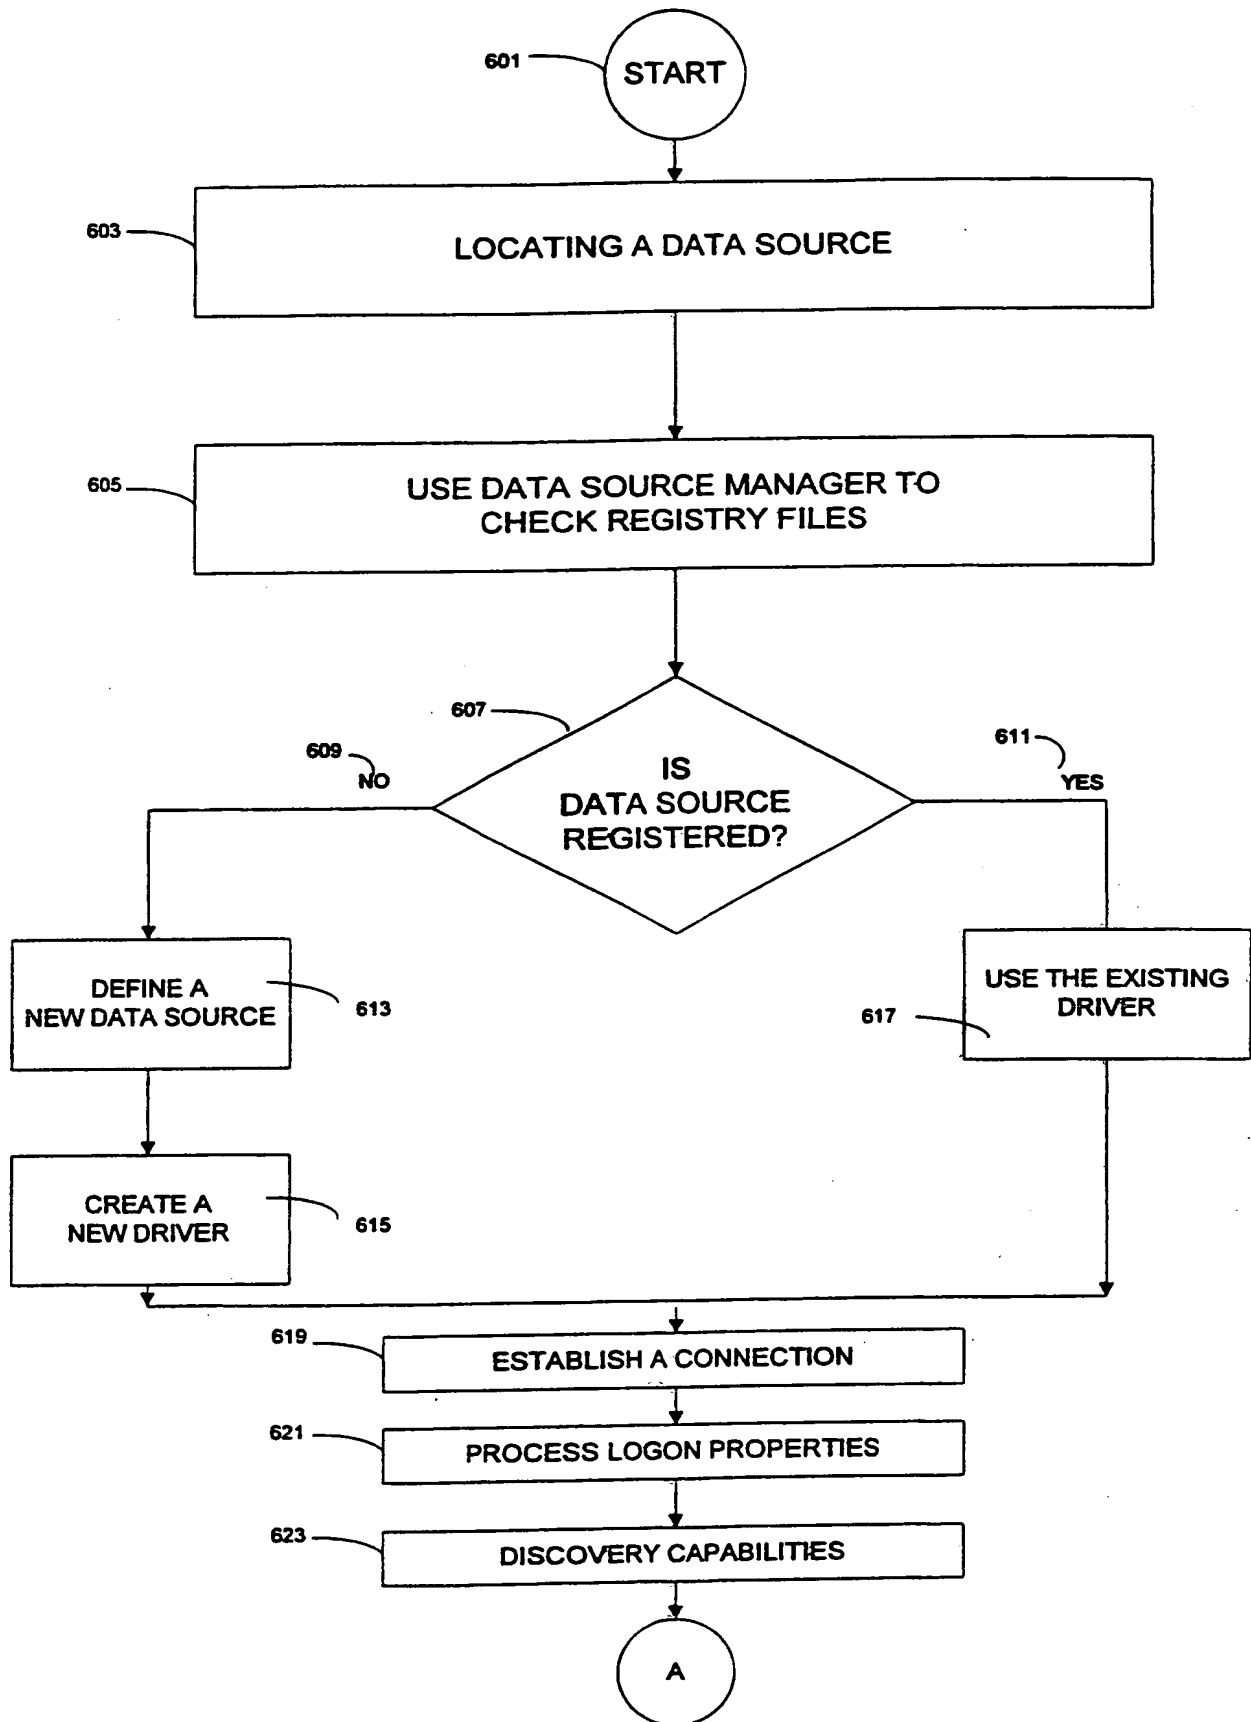 601
START
603
LOCATING A DATA SOURCE
605
USE DATA SOURCE MANAGER TO
CHECK REGISTRY FILES
607
609
NO
611
YES
IS
DATA SOURCE
REGISTERED?
DEFINE A
NEW DATA SOURCE
613
USE THE EXISTING
DRIVER
617
CREATE A
NEW DRIVER
615
619
ESTABLISH A CONNECTION
621
PROCESS LOGON PROPERTIES
623
DISCOVERY CAPABILITIES
A